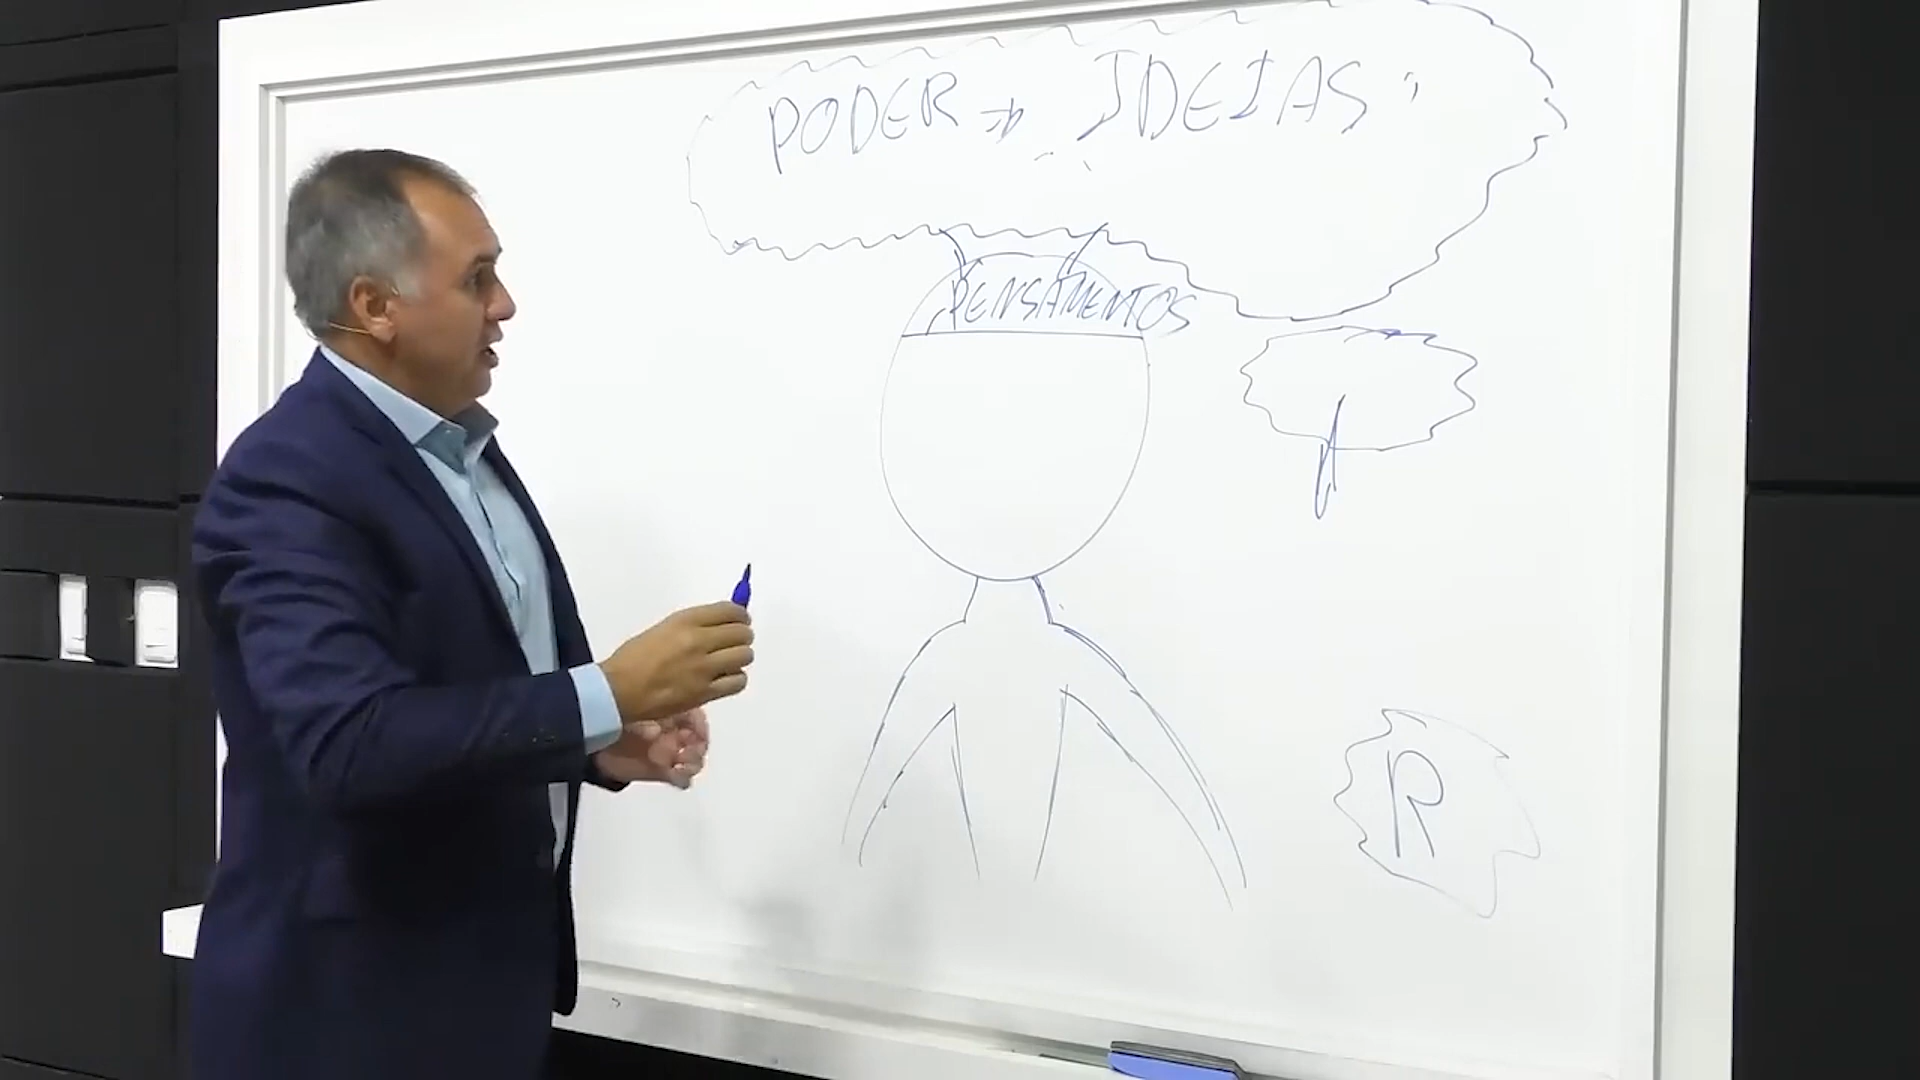 PODER → IDEIAS
PENSAMENTOS
R